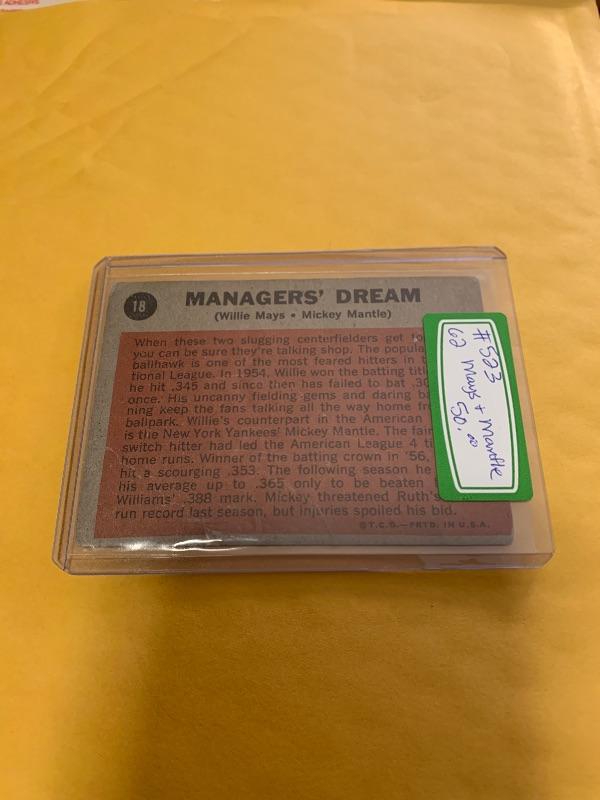 18
MANAGERS' DREAM
(Willie Mays • Mickey Mantle)
When these two slugging centerfielders get
you can be sure they're talking shop. The popula
ballhawk is one of the most feared hitters in
tional League. In 1954, Willie won the batting titl
he hit .345 and since then has failed to bat .30
once. His uncanny fielding gems and daring ba
ning keep the fans talking all the way home fr
ballpark. Willie's counterpart in the American
is the New York Yankees' Mickey Mantle. The fam
switch hitter had led the American League 4 ti
home runs. Winner of the batting crown in '56,
hit a scourging .353. The following season he
his average up to .365 only to be beaten
Williams' .388 mark. Mickey threatened Ruth's
run record last season, but injuries spoiled his bid.
©T.C.G.—PRTD. IN U.S.A.
#523
62 Mays + Mantle
50.00